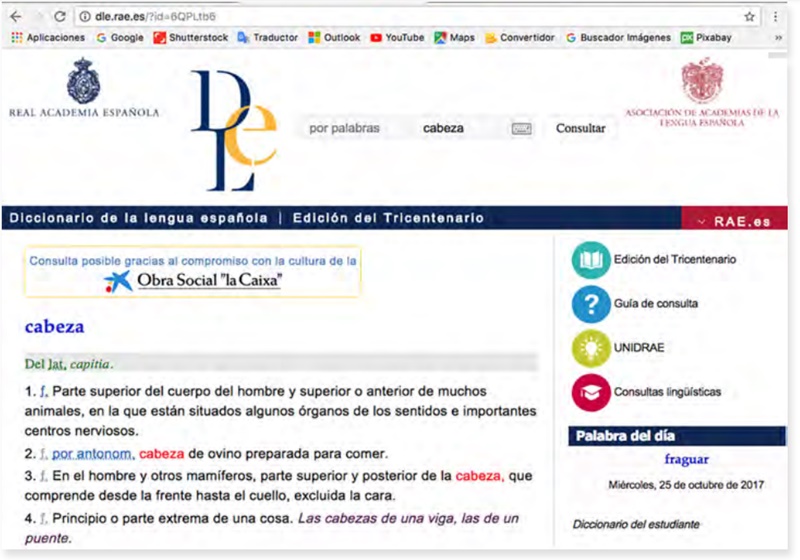 dle.rae.es/?id=6QPLtb6
Aplicaciones Google Shutterstock Traductor Outlook YouTube Maps Convertidor Buscador Imágenes Pixabay »
REAL ACADEMIA ESPAÑOLA
DLe
por palabras cabeza Consultar
ASOCIACIÓN DE ACADEMIAS DE LA
LENGUA ESPAÑOLA
Diccionario de la lengua española | Edición del Tricentenario
RAE.es
Consulta posible gracias al compromiso con la cultura de la
Obra Social "la Caixa"
cabeza
Del lat. capitia.
1. f. Parte superior del cuerpo del hombre y superior o anterior de muchos
animales, en la que están situados algunos órganos de los sentidos e importantes
centros nerviosos.
2. f. por antonom. cabeza de ovino preparada para comer.
3. f. En el hombre y otros mamíferos, parte superior y posterior de la cabeza, que
comprende desde la frente hasta el cuello, excluida la cara.
4. f. Principio o parte extrema de una cosa. Las cabezas de una viga, las de un
puente.
Edición del Tricentenario
Guía de consulta
UNIDRAE
Consultas lingüísticas
Palabra del día
fraguar
Miércoles, 25 de octubre de 2017
Diccionario del estudiante